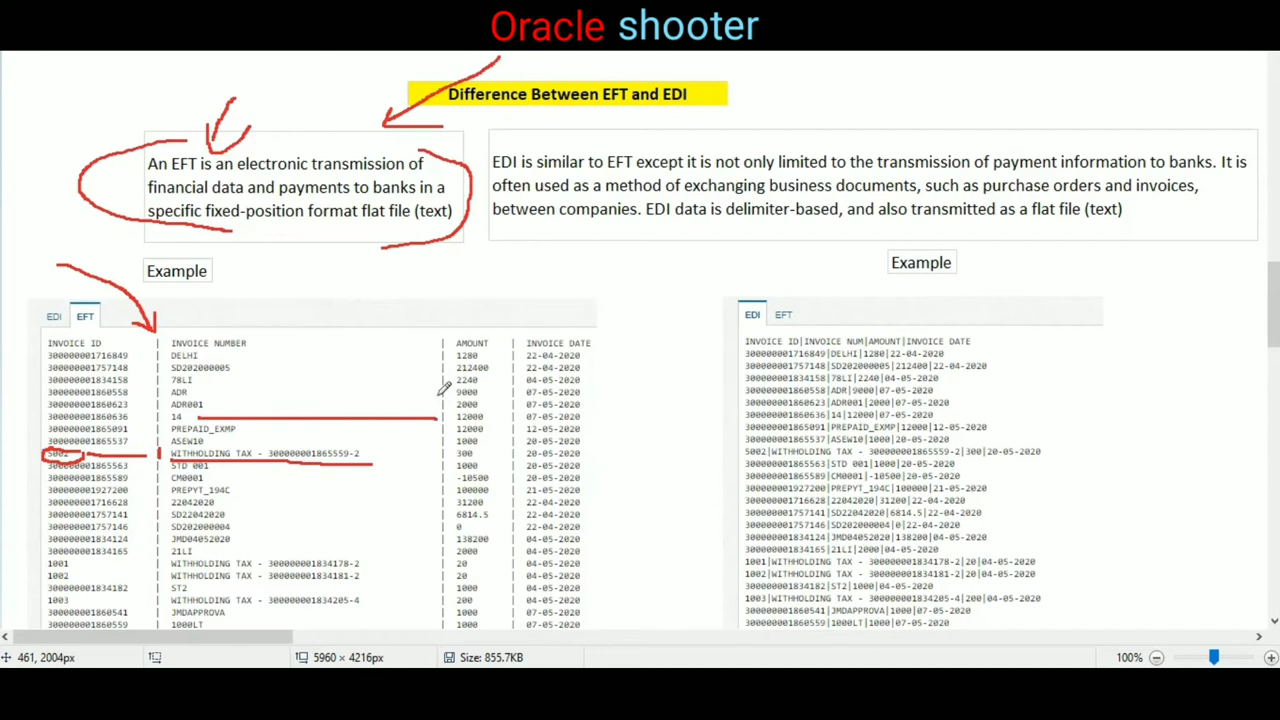 Oracle shooter
Difference Between EFT and EDI
An EFT is an electronic transmission of
financial data and payments to banks in a
specific fixed-position format flat file (text)
EDI is similar to EFT except it is not only limited to the transmission of payment information to banks. It is
often used as a method of exchanging business documents, such as purchase orders and invoices,
between companies. EDI data is delimiter-based, and also transmitted as a flat file (text)
Example
Example
EDI EFT
INVOICE ID | INVOICE NUMBER | AMOUNT | INVOICE DATE
300000001716849 | DELHI | 1280 | 22-04-2020
300000001757148 | SD202000005 | 212400 | 22-04-2020
300000001834158 | 78LI | 2240 | 04-05-2020
300000001860558 | ADR | 9000 | 07-05-2020
300000001860623 | ADR001 | 2000 | 07-05-2020
300000001860636 | 14 | 12000 | 07-05-2020
300000001865091 | PREPAID_EXMP | 12000 | 12-05-2020
300000001865537 | ASEW10 | 1000 | 20-05-2020
5002 | WITHHOLDING TAX - 300000001865559-2 | 300 | 20-05-2020
300000001865563 | STD 001 | 1000 | 20-05-2020
300000001865589 | CM0001 | -10500 | 20-05-2020
300000001927200 | PREPYT_194C | 100000 | 21-05-2020
300000001716628 | 22042020 | 31200 | 22-04-2020
300000001757141 | SD22042020 | 6814.5 | 22-04-2020
300000001757146 | SD202000004 | 0 | 22-04-2020
300000001834124 | JMD04052020 | 138200 | 04-05-2020
300000001834165 | 21LI | 2000 | 04-05-2020
1001 | WITHHOLDING TAX - 300000001834178-2 | 20 | 04-05-2020
1002 | WITHHOLDING TAX - 300000001834181-2 | 20 | 04-05-2020
300000001834182 | ST2 | 1000 | 04-05-2020
1003 | WITHHOLDING TAX - 300000001834205-4 | 200 | 04-05-2020
300000001860541 | JMDAPPROVA | 1000 | 07-05-2020
300000001860559 | 1000LT | 1000 | 07-05-2020
EDI EFT
INVOICE ID|INVOICE NUM|AMOUNT|INVOICE DATE
300000001716849|DELHI|1280|22-04-2020
300000001757148|SD202000005|212400|22-04-2020
300000001834158|78LI|2240|04-05-2020
300000001860558|ADR|9000|07-05-2020
300000001860623|ADR001|2000|07-05-2020
300000001860636|14|12000|07-05-2020
300000001865091|PREPAID_EXMP|12000|12-05-2020
300000001865537|ASEW10|1000|20-05-2020
5002|WITHHOLDING TAX - 300000001865559-2|300|20-05-2020
300000001865563|STD 001|1000|20-05-2020
300000001865589|CM0001|-10500|20-05-2020
300000001927200|PREPYT_194C|100000|21-05-2020
300000001716628|22042020|31200|22-04-2020
300000001757141|SD22042020|6814.5|22-04-2020
300000001757146|SD202000004|0|22-04-2020
300000001834124|JMD04052020|138200|04-05-2020
300000001834165|21LI|2000|04-05-2020
1001|WITHHOLDING TAX - 300000001834178-2|20|04-05-2020
1002|WITHHOLDING TAX - 300000001834181-2|20|04-05-2020
300000001834182|ST2|1000|04-05-2020
1003|WITHHOLDING TAX - 300000001834205-4|200|04-05-2020
300000001860541|JMDAPPROVA|1000|07-05-2020
300000001860559|1000LT|1000|07-05-2020
461, 2004px 5960 × 4216px Size: 855.7KB 100%